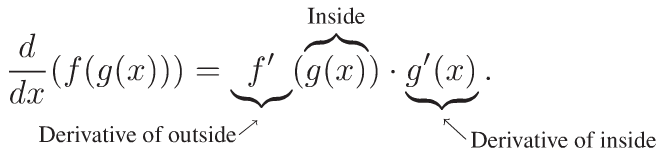 Inside
d/dx (f(g(x))) = f′ (g(x)) · g′(x) .
Derivative of outside
Derivative of inside